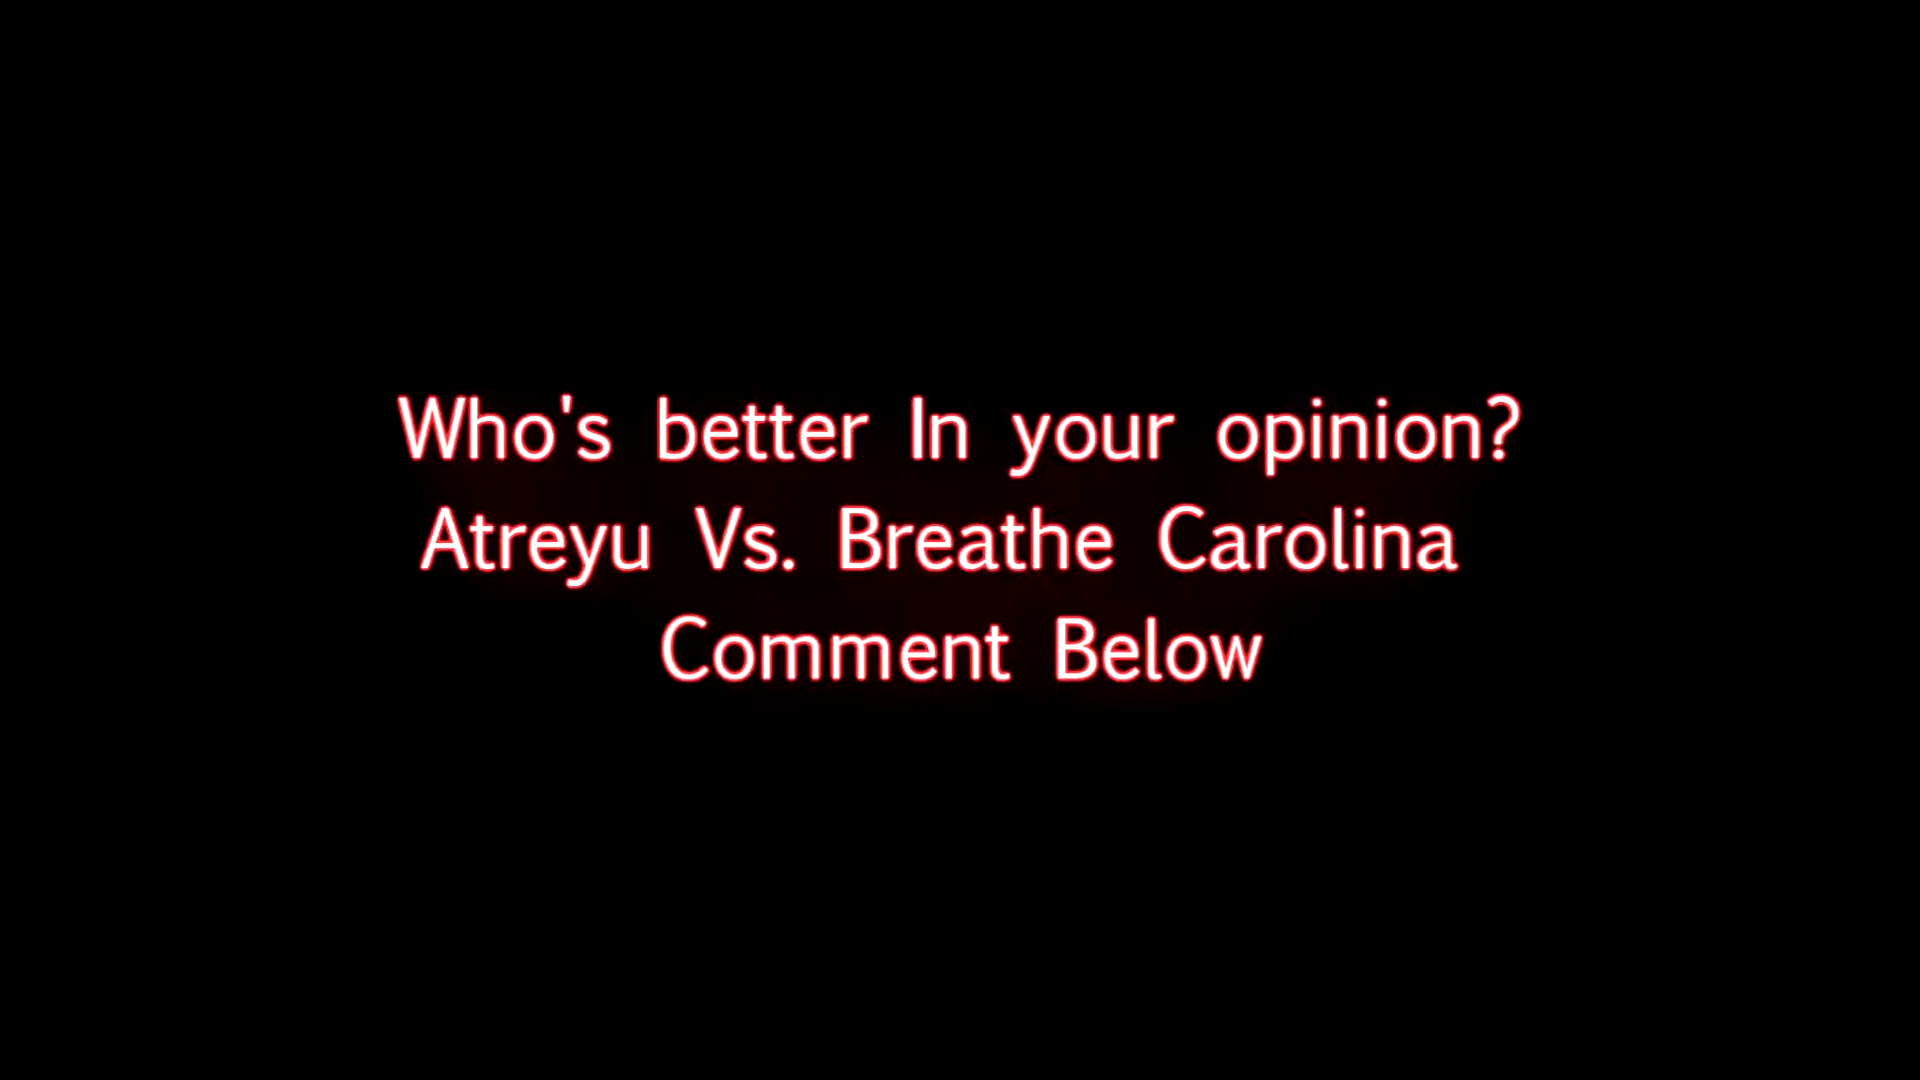 Who's better In your opinion?
Atreyu Vs. Breathe Carolina
Comment Below